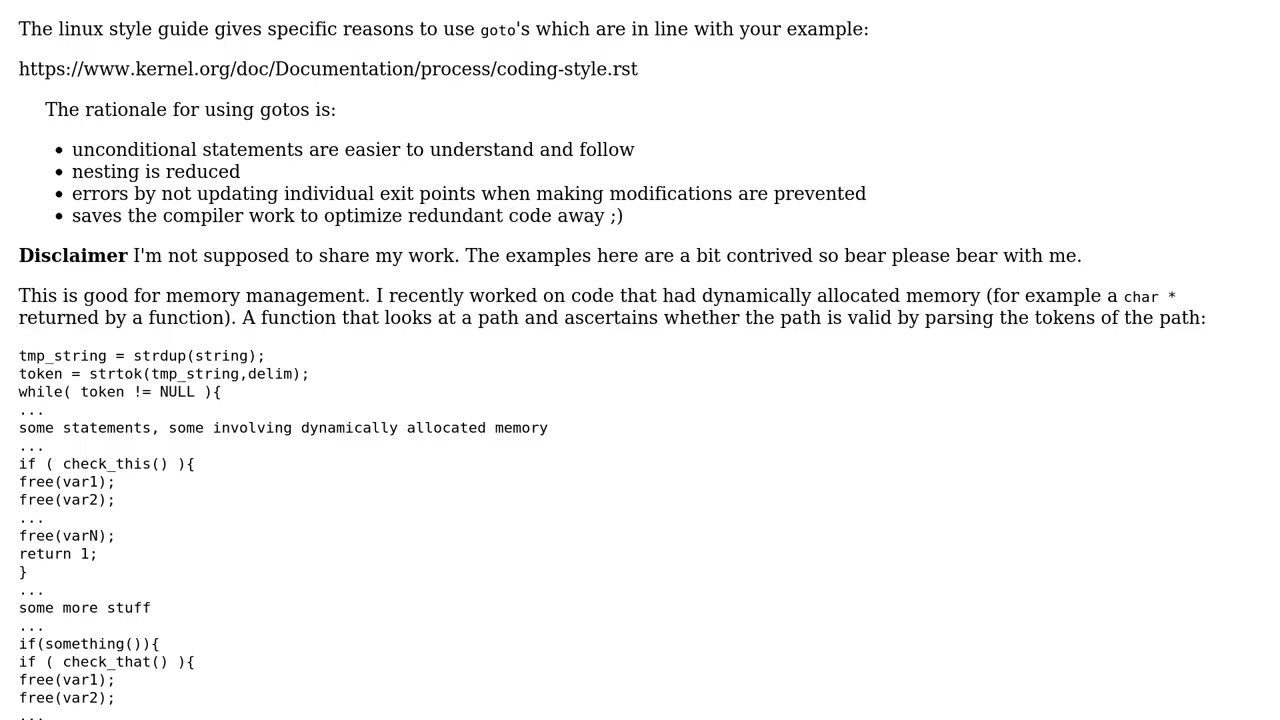 The linux style guide gives specific reasons to use goto's which are in line with your example:
https://www.kernel.org/doc/Documentation/process/coding-style.rst
The rationale for using gotos is:
• unconditional statements are easier to understand and follow
• nesting is reduced
• errors by not updating individual exit points when making modifications are prevented
• saves the compiler work to optimize redundant code away ;)
Disclaimer I'm not supposed to share my work. The examples here are a bit contrived so bear please bear with me.
This is good for memory management. I recently worked on code that had dynamically allocated memory (for example a char *
returned by a function). A function that looks at a path and ascertains whether the path is valid by parsing the tokens of the path:
tmp_string = strdup(string);
token = strtok(tmp_string,delim);
while( token != NULL ){
...
some statements, some involving dynamically allocated memory
...
if ( check_this() ){
free(var1);
free(var2);
...
free(varN);
return 1;
}
...
some more stuff
...
if(something()){
if ( check_that() ){
free(var1);
free(var2);
...